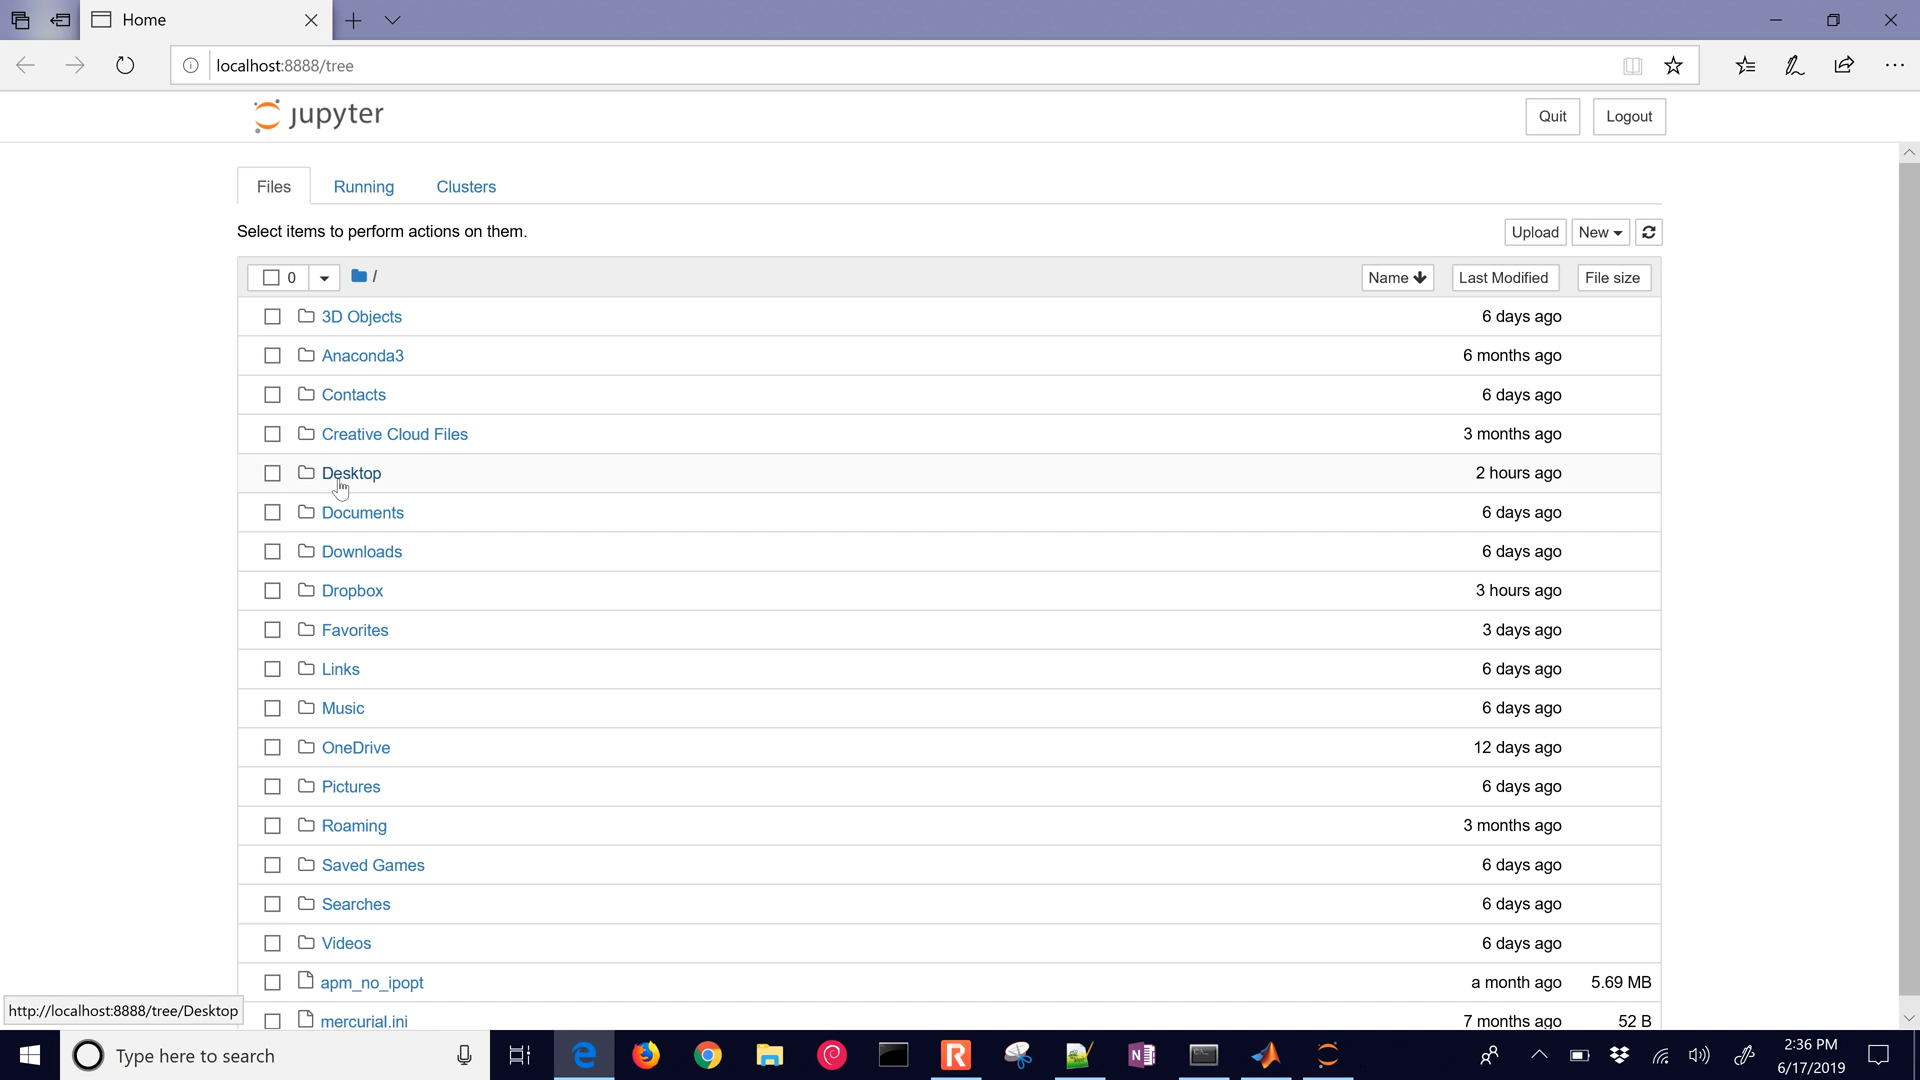 Home
localhost:8888/tree
jupyter
Quit Logout
Files Running Clusters
Select items to perform actions on them.
Upload New
0 / Name Last Modified File size
3D Objects 6 days ago
Anaconda3 6 months ago
Contacts 6 days ago
Creative Cloud Files 3 months ago
Desktop 2 hours ago
Documents 6 days ago
Downloads 6 days ago
Dropbox 3 hours ago
Favorites 3 days ago
Links 6 days ago
Music 6 days ago
OneDrive 12 days ago
Pictures 6 days ago
Roaming 3 months ago
Saved Games 6 days ago
Searches 6 days ago
Videos 6 days ago
apm_no_ipopt a month ago 5.69 MB
http://localhost:8888/tree/Desktop
mercurial.ini 7 months ago 52 B
Type here to search
2:36 PM
6/17/2019